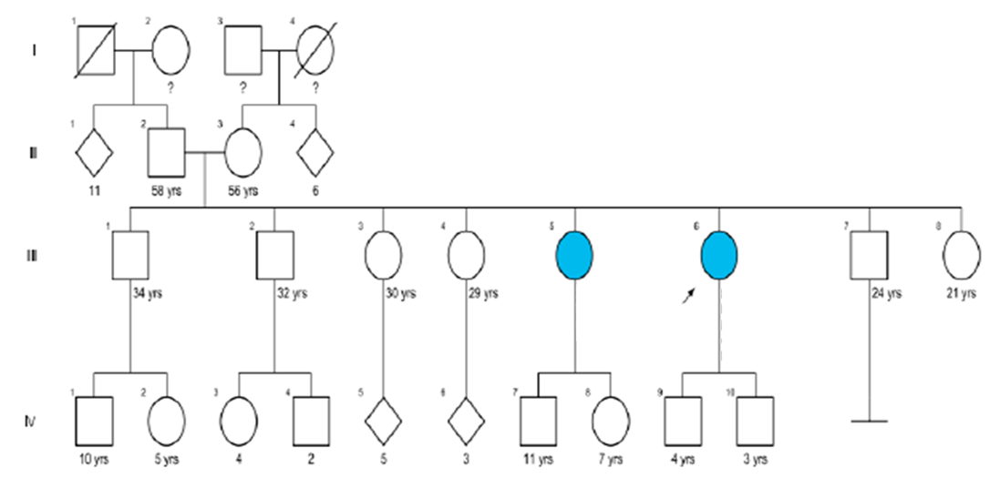 1 2 3 4
I
? ? ?
1 2 3 4
II
11 58 yrs 56 yrs 6
1 2 3 4 5 6 7 8
III
34 yrs 32 yrs 30 yrs 29 yrs 24 yrs 21 yrs
1 2 3 4 5 6 7 8 9 10
IV
10 yrs 5 yrs 4 2 5 3 11 yrs 7 yrs 4 yrs 3 yrs